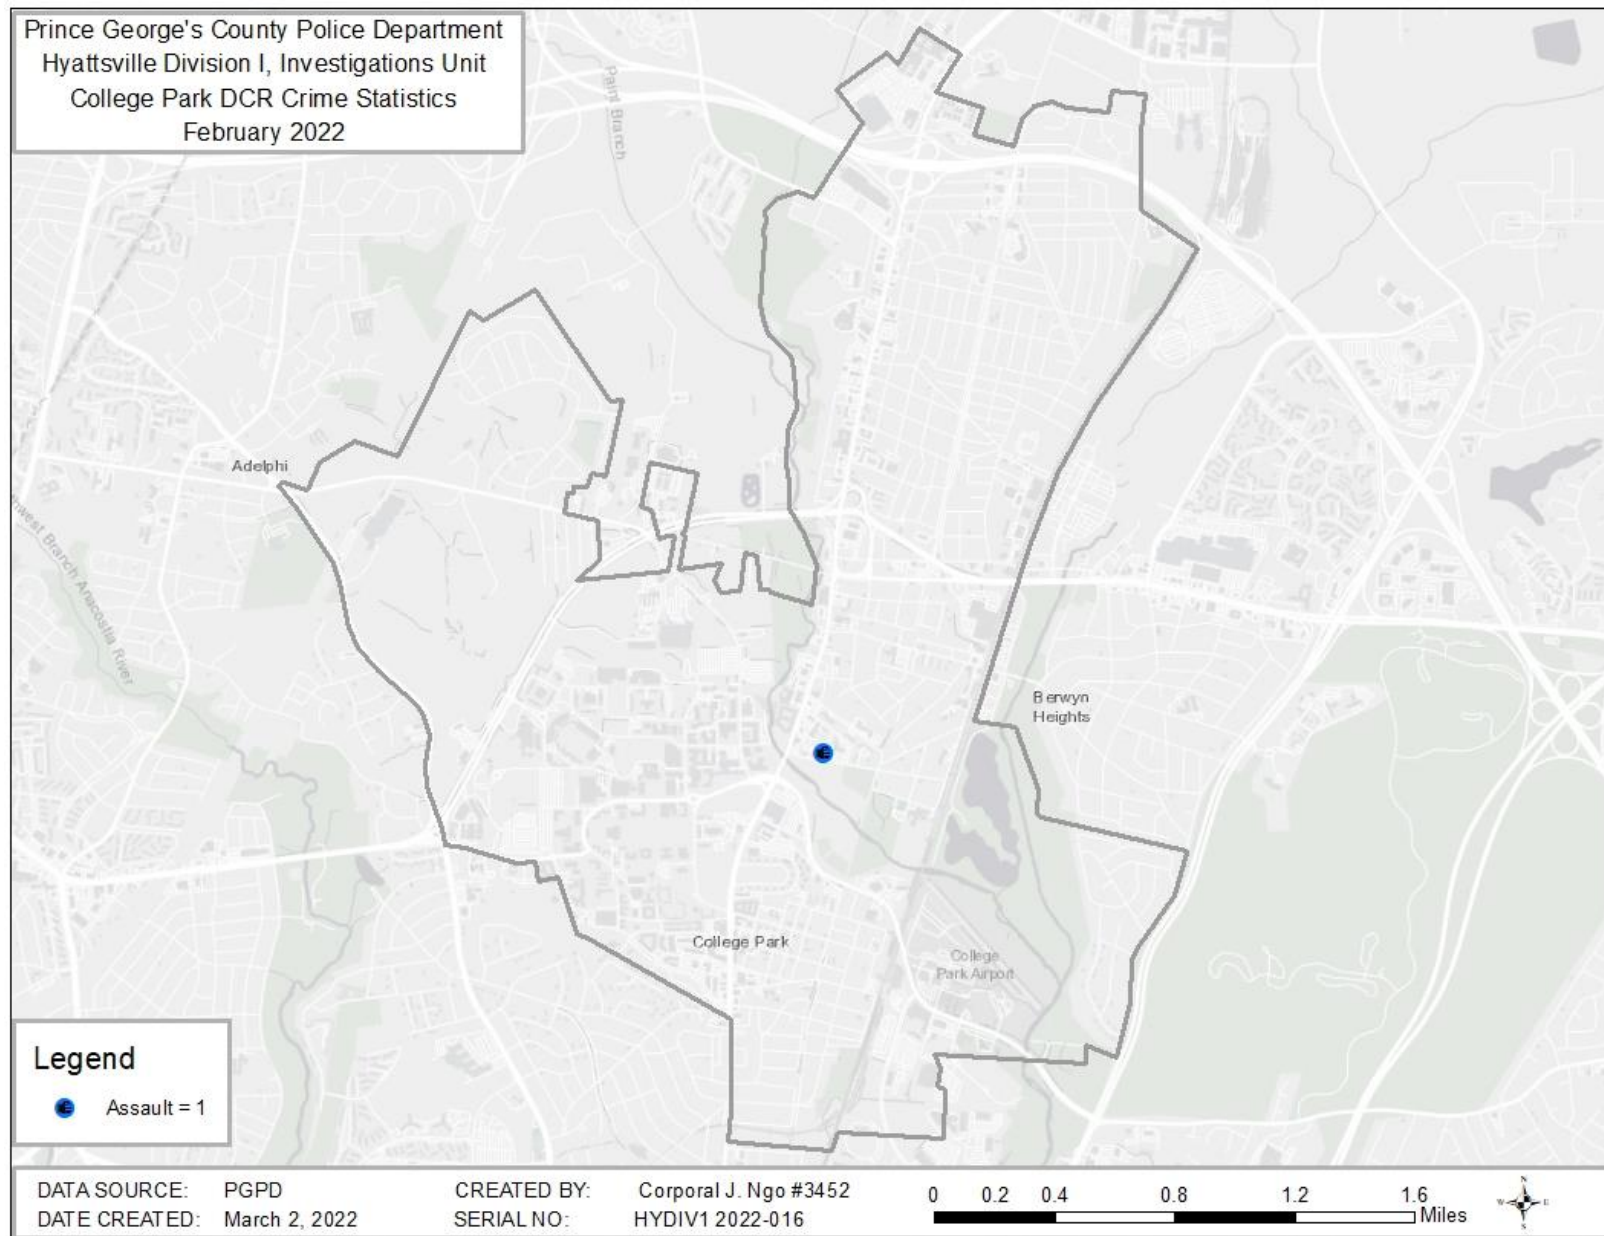 Prince George's County Police Department
Hyattsville Division I, Investigations Unit
College Park DCR Crime Statistics
February 2022
Paint Branch
Adelphi
Branch Anacostia River
Berwyn
Heights
College Park
College
Park Airport
Legend
Assault = 1
DATA SOURCE: PGPD
DATE CREATED: March 2, 2022
CREATED BY: Corporal J. Ngo #3452
SERIAL NO: HYDIV1 2022-016
0 0.2 0.4 0.8 1.2 1.6
Miles
N
W E
S